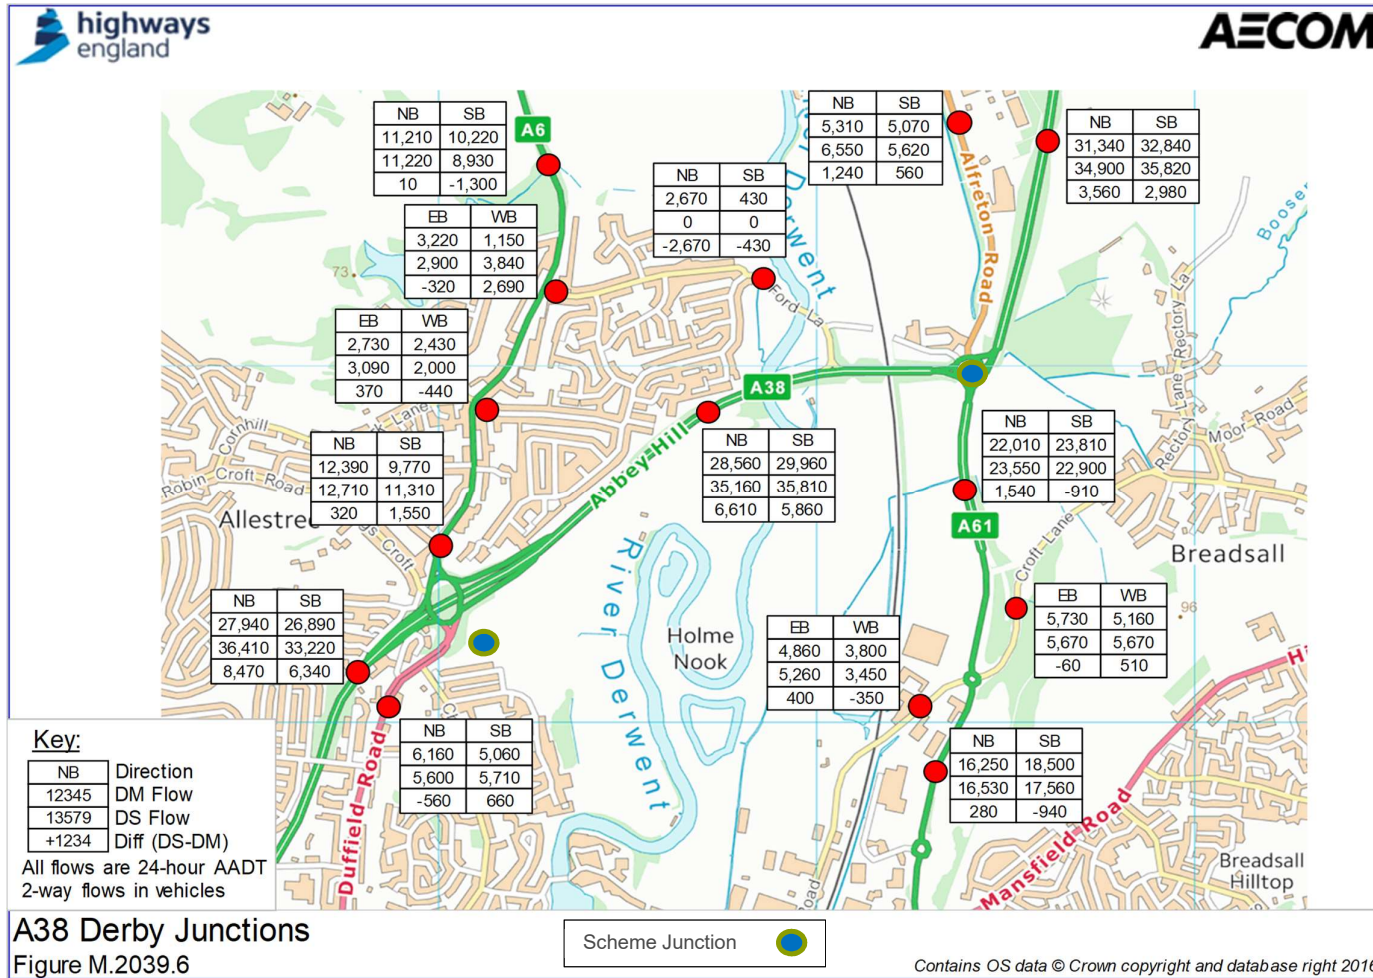 highways
england
AECOM
NB SB
11,210 10,220
11,220 8,930
10 -1,300
A6
NB SB
5,310 5,070
6,550 5,620
1,240 560
NB SB
31,340 32,840
34,900 35,820
3,560 2,980
NB SB
2,670 430
0 0
-2,670 -430
EB WB
3,220 1,150
2,900 3,840
-320 2,690
73
Derwent
Alfreton Road
Ford La
Rectory Lane
Rectory La
EB WB
2,730 2,430
3,090 2,000
370 -440
A38
Abbey Hill
Cornhill
Lane
Robin Croft Road
Moor Road
NB SB
12,390 9,770
12,710 11,310
320 1,550
NB SB
28,560 29,960
35,160 35,810
6,610 5,860
NB SB
22,010 23,810
23,550 22,900
1,540 -910
A61
Croft Lane
Breadsall
Croft
River Derwent
NB SB
27,940 26,890
36,410 33,220
8,470 6,340
Holme
Nook
EB WB
4,860 3,800
5,260 3,450
400 -350
EB WB
5,730 5,160
5,670 5,670
-60 510
96
NB SB
6,160 5,060
5,600 5,710
-560 660
NB SB
16,250 18,500
16,530 17,560
280 -940
Duffield Road
Mansfield Road
Road
Breadsall
Hilltop
Key:
NB Direction
12345 DM Flow
13579 DS Flow
+1234 Diff (DS-DM)
All flows are 24-hour AADT
2-way flows in vehicles
A38 Derby Junctions
Figure M.2039.6
Scheme Junction
Contains OS data © Crown copyright and database right 2016